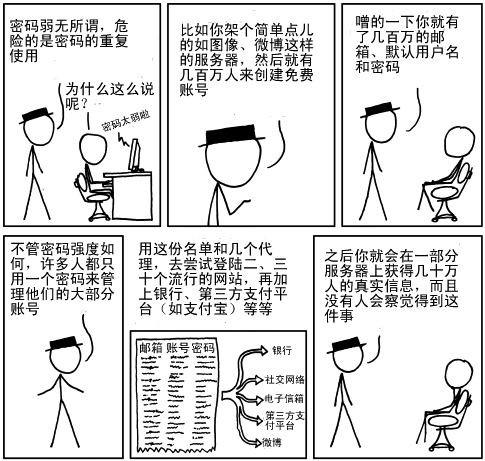 密码弱无所谓，危
险的是密码的重复
使用
为什么这么说
呢？
密码太弱啦
比如你架个简单点儿
的如图像、微博这样
的服务器，然后就有
几百万人来创建免费
账号
噌的一下你就有
了几百万的邮
箱、默认用户名
和密码
不管密码强度如
何，许多人都只
用一个密码来管
理他们的大部分
账号
用这份名单和几个代
理，去尝试登陆二、三
十个流行的网站，再加
上银行、第三方支付平
台（如支付宝）等等
邮箱 账号 密码
银行
社交网络
电子信箱
第三方支
付平台
微博
之后你就会在一部分
服务器上获得几十万
人的真实信息，而且
没有人会察觉得到这
件事